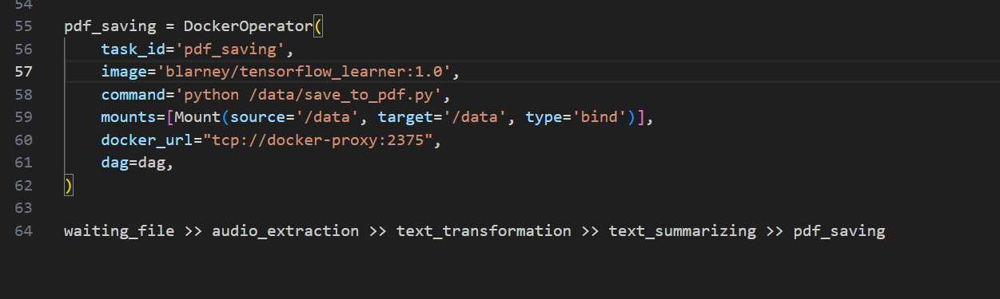 54
55 pdf_saving = DockerOperator(
56     task_id='pdf_saving',
57     image='blarney/tensorflow_learner:1.0',
58     command='python /data/save_to_pdf.py',
59     mounts=[Mount(source='/data', target='/data', type='bind')],
60     docker_url="tcp://docker-proxy:2375",
61     dag=dag,
62 )
63
64 waiting_file >> audio_extraction >> text_transformation >> text_summarizing >> pdf_saving